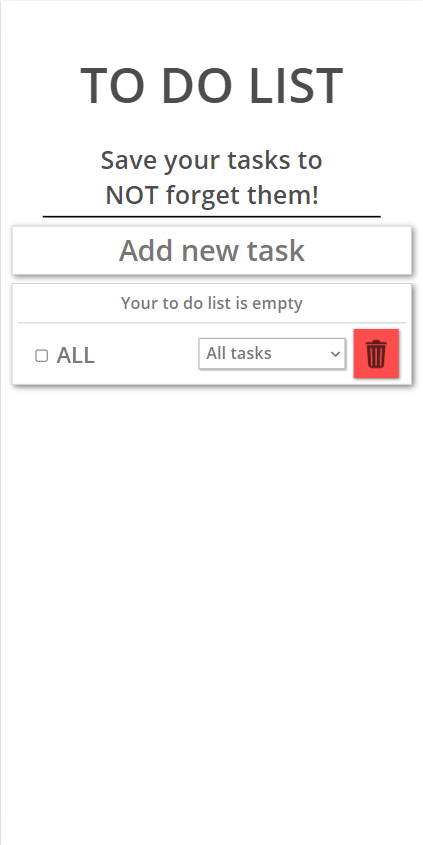 TO DO LIST
Save your tasks to
NOT forget them!
Add new task
Your to do list is empty
ALL
All tasks